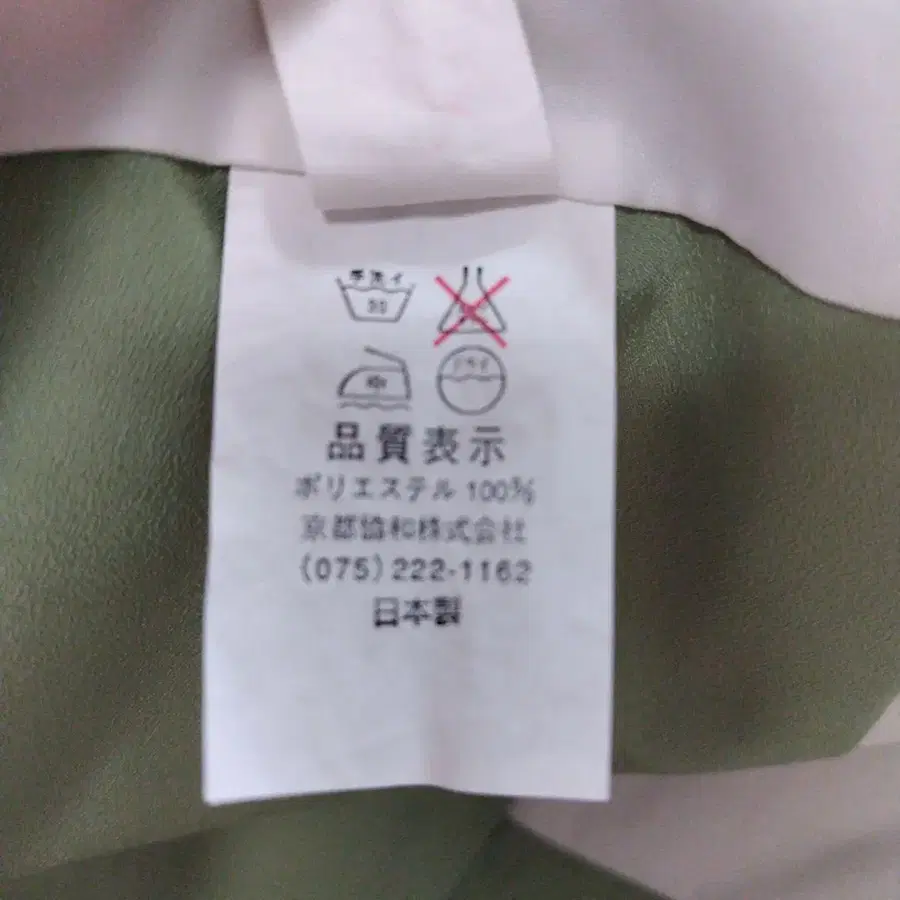 手洗イ
30
中
ドライ
品質表示
ポリエステル 100%
京都協和株式会社
(075)222-1162
日本製